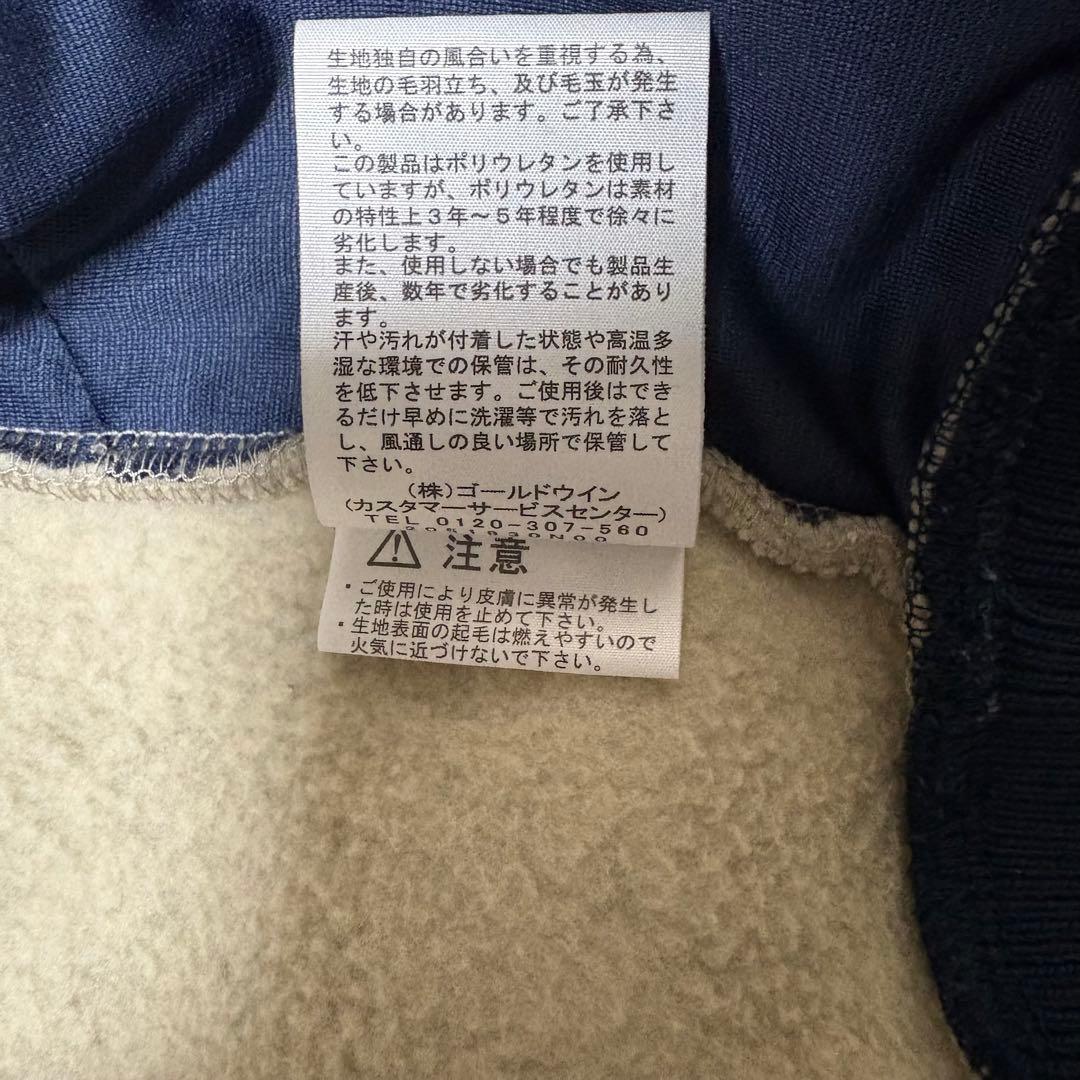 生地独自の風合いを重視する為、
生地の毛羽立ち、及び毛玉が発生
する場合があります。ご了承下さ
い。
この製品はポリウレタンを使用し
ていますが、ポリウレタンは素材
の特性上3年～5年程度で徐々に
劣化します。
また、使用しない場合でも製品生
産後、数年で劣化することがあり
ます。
汗や汚れが付着した状態や高温多
湿な環境での保管は、その耐久性
を低下させます。ご使用後はでき
るだけ早めに洗濯等で汚れを落と
し、風通しの良い場所で保管して
下さい。
(株)ゴールドウイン
(カスタマーサービスセンター)
TEL 0120-307-560
⚠ 注意
・ご使用により皮膚に異常が発生し
た時は使用を止めて下さい。
・生地表面の起毛は燃えやすいので
火気に近づけないで下さい。